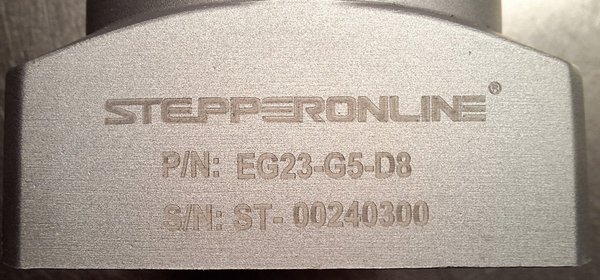 STEPPERONLINE®
P/N: EG23-G5-D8
S/N: ST- 00240300